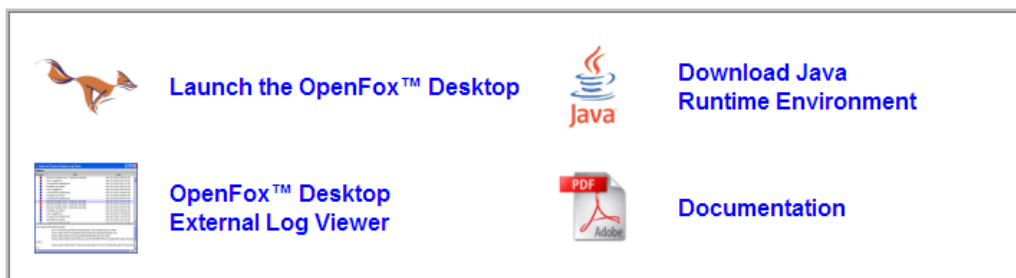 Launch the OpenFox™ Desktop
Java
Download Java
Runtime Environment
OpenFox™ Desktop
External Log Viewer
PDF
Adobe
Documentation